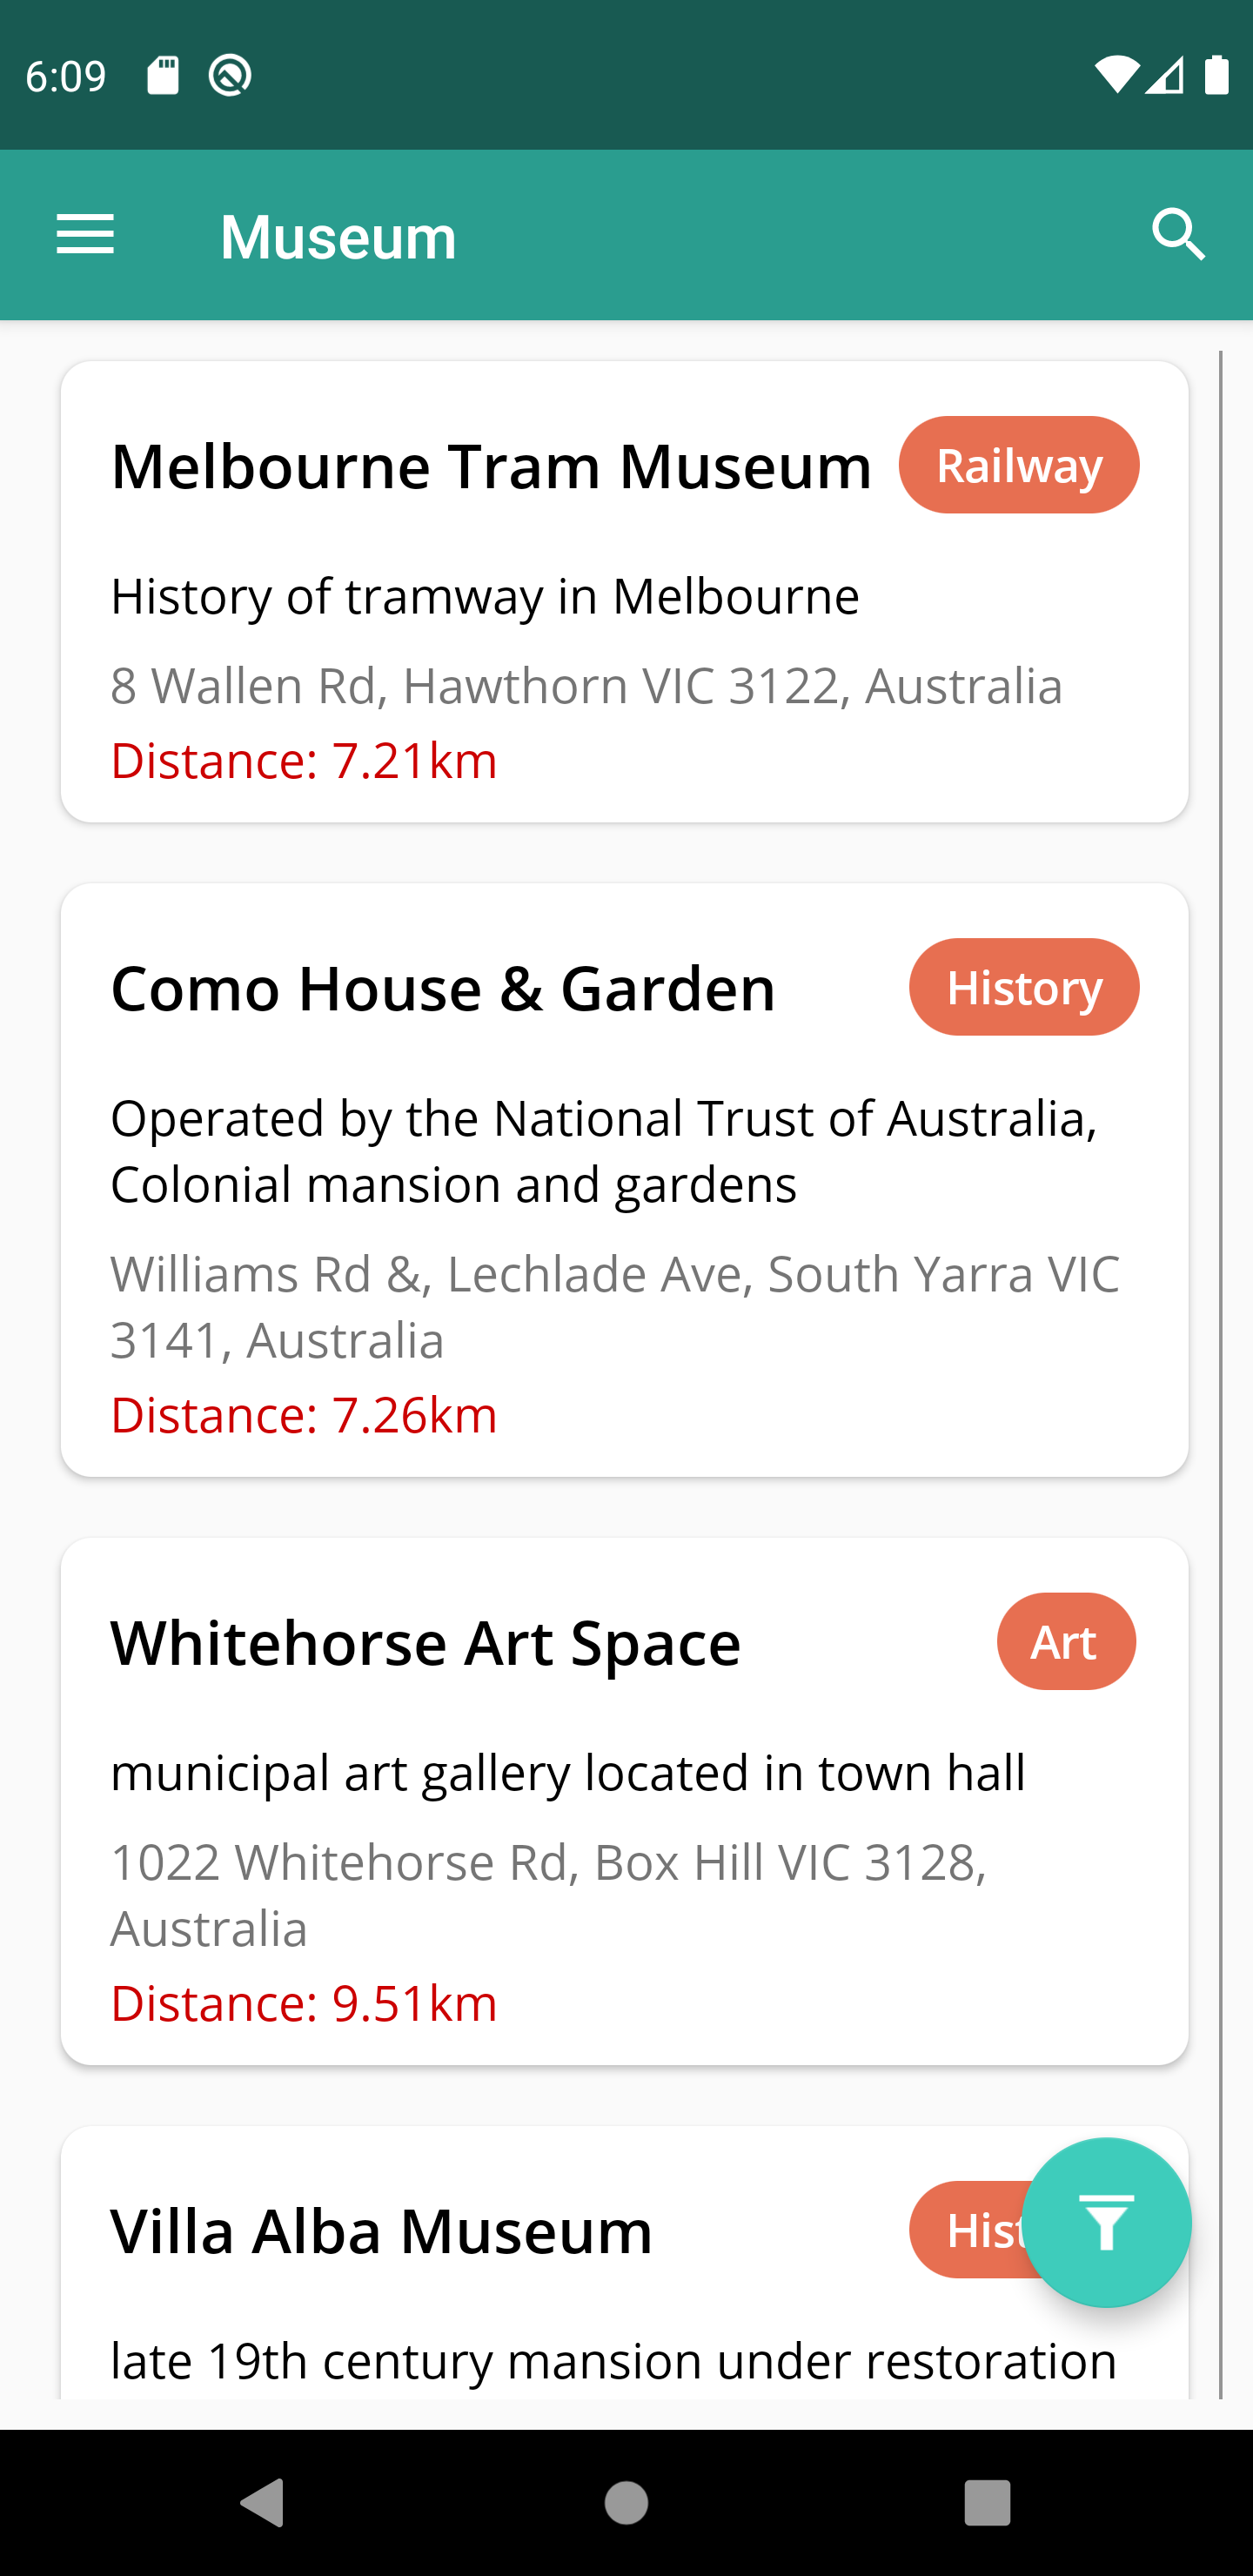 6:09
Museum
Melbourne Tram Museum
Railway
History of tramway in Melbourne
8 Wallen Rd, Hawthorn VIC 3122, Australia
Distance: 7.21km
Como House & Garden
History
Operated by the National Trust of Australia,
Colonial mansion and gardens
Williams Rd &, Lechlade Ave, South Yarra VIC
3141, Australia
Distance: 7.26km
Whitehorse Art Space
Art
municipal art gallery located in town hall
1022 Whitehorse Rd, Box Hill VIC 3128,
Australia
Distance: 9.51km
Villa Alba Museum
late 19th century mansion under restoration